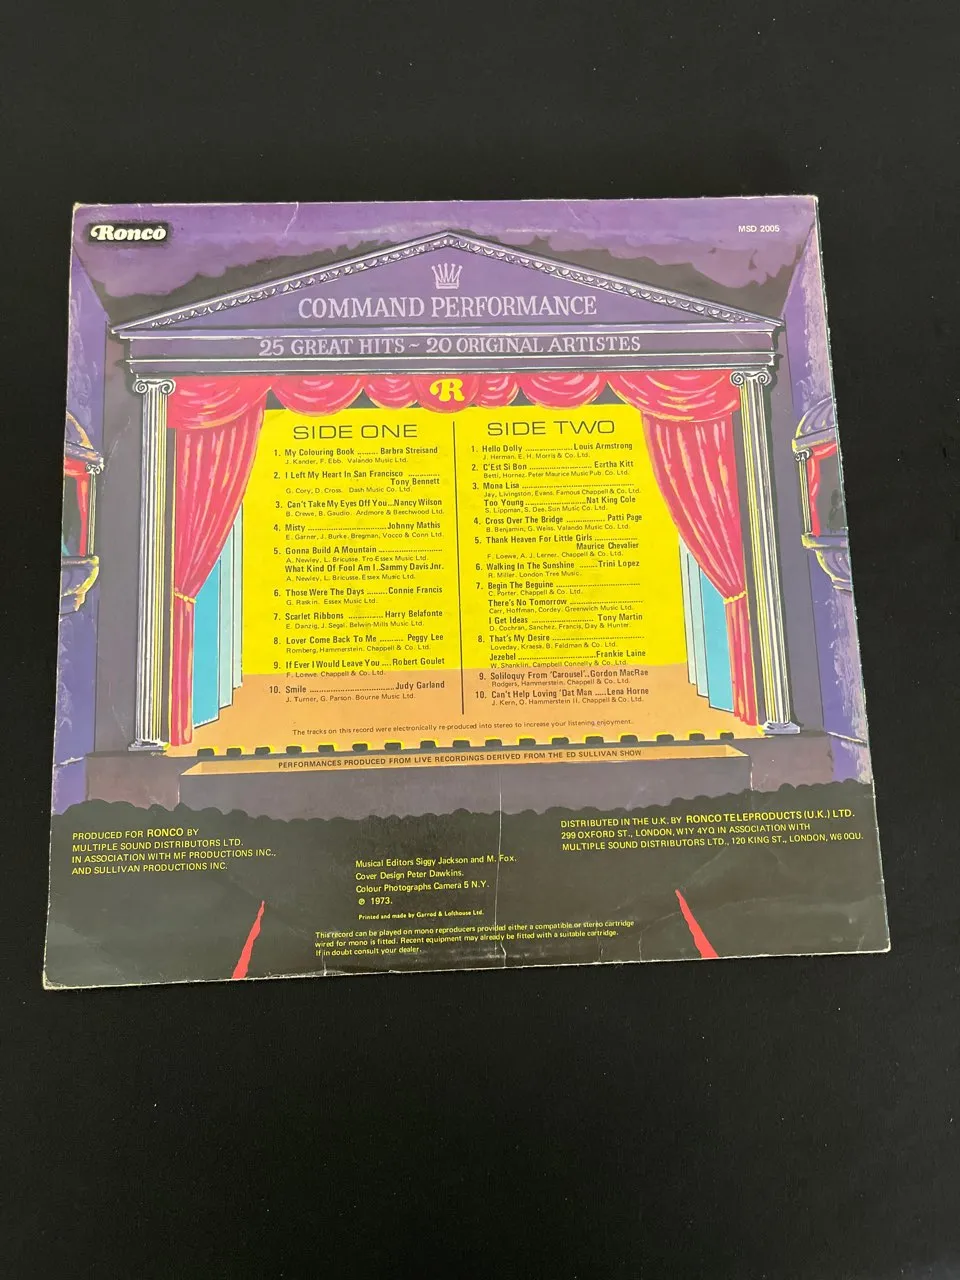 Ronco
MSD 2005
COMMAND PERFORMANCE
25 GREAT HITS ~ 20 ORIGINAL ARTISTES
R
SIDE ONE
1. My Colouring Book ......... Barbra Streisand
J. Kander, F. Ebb. Valando Music Ltd.
2. I Left My Heart In San Francisco ............
Tony Bennett
G. Cory, D. Cross. Dash Music Co. Ltd.
3. Can't Take My Eyes Off You...Nancy Wilson
B. Crewe, B. Gaudio. Ardmore & Beechwood Ltd.
4. Misty ..............................Johnny Mathis
E. Garner, J. Burke. Bregman, Vocco & Conn Ltd.
5. Gonna Build A Mountain ........................
A. Newley, L. Bricusse. Tro-Essex Music Ltd.
What Kind Of Fool Am I..Sammy Davis Jnr.
A. Newley, L. Bricusse. Essex Music Ltd.
6. Those Were The Days ........Connie Francis
G. Raskin. Essex Music Ltd.
7. Scarlet Ribbons .............Harry Belafonte
E. Danzig, J. Segal. Belwin-Mills Music Ltd.
8. Lover Come Back To Me ......... Peggy Lee
Romberg, Hammerstein. Chappell & Co. Ltd.
9. If Ever I Would Leave You ....Robert Goulet
F. Loewe. Chappell & Co. Ltd.
10. Smile ................................Judy Garland
J. Turner, G. Parson. Bourne Music Ltd.
SIDE TWO
1. Hello Dolly ....................Louis Armstrong
J. Herman, E. H. Morris & Co. Ltd.
2. C'Est Si Bon ........................ Eartha Kitt
Betti, Hornez. Peter Maurice Music Pub. Co. Ltd.
3. Mona Lisa ........................................
Jay, Livingston, Evans. Famous Chappell & Co. Ltd.
Too Young .......................Nat King Cole
S. Lippman, S. Dee. Sun Music Co. Ltd.
4. Cross Over The Bridge ............... Patti Page
B. Benjamin, G. Weiss. Valando Music Co. Ltd.
5. Thank Heaven For Little Girls ...............
Maurice Chevalier
F. Loewe, A. J. Lerner. Chappell & Co. Ltd.
6. Walking In The Sunshine .......Trini Lopez
R. Miller. London Tree Music.
7. Begin The Beguine ..............................
C. Porter. Chappell & Co. Ltd.
There's No Tomorrow ...........................
Carr, Hoffman, Cordey. Greenwich Music Ltd.
I Get Ideas .......................... Tony Martin
D. Cochran, Sanchez. Francis, Day & Hunter.
8. That's My Desire ................................
Loveday, Kraesa. B. Feldman & Co. Ltd.
Jezebel..............................Frankie Laine
W. Shanklin, Campbell Connelly & Co. Ltd.
9. Soliloquy From 'Carousel'..Gordon MacRae
Rodgers, Hammerstein, Chappell & Co. Ltd.
10. Can't Help Loving 'Dat Man .....Lena Horne
J. Kern, O. Hammerstein II. Chappell & Co. Ltd.
The tracks on this record were electronically re-produced into stereo to increase your listening enjoyment.
PERFORMANCES PRODUCED FROM LIVE RECORDINGS DERIVED FROM THE ED SULLIVAN SHOW
PRODUCED FOR RONCO BY
MULTIPLE SOUND DISTRIBUTORS LTD.
IN ASSOCIATION WITH MF PRODUCTIONS INC.,
AND SULLIVAN PRODUCTIONS INC.
DISTRIBUTED IN THE U.K. BY RONCO TELEPRODUCTS (U.K.) LTD.
299 OXFORD ST., LONDON, W1Y 4YQ IN ASSOCIATION WITH
MULTIPLE SOUND DISTRIBUTORS LTD., 120 KING ST., LONDON, W6 0QU.
Musical Editors Siggy Jackson and M. Fox.
Cover Design Peter Dawkins.
Colour Photographs Camera 5 N.Y.
℗ 1973.
Printed and made by Garrod & Lofthouse Ltd.
This record can be played on mono reproducers provided either a compatible or stereo cartridge
wired for mono is fitted. Recent equipment may already be fitted with a suitable cartridge.
If in doubt consult your dealer.